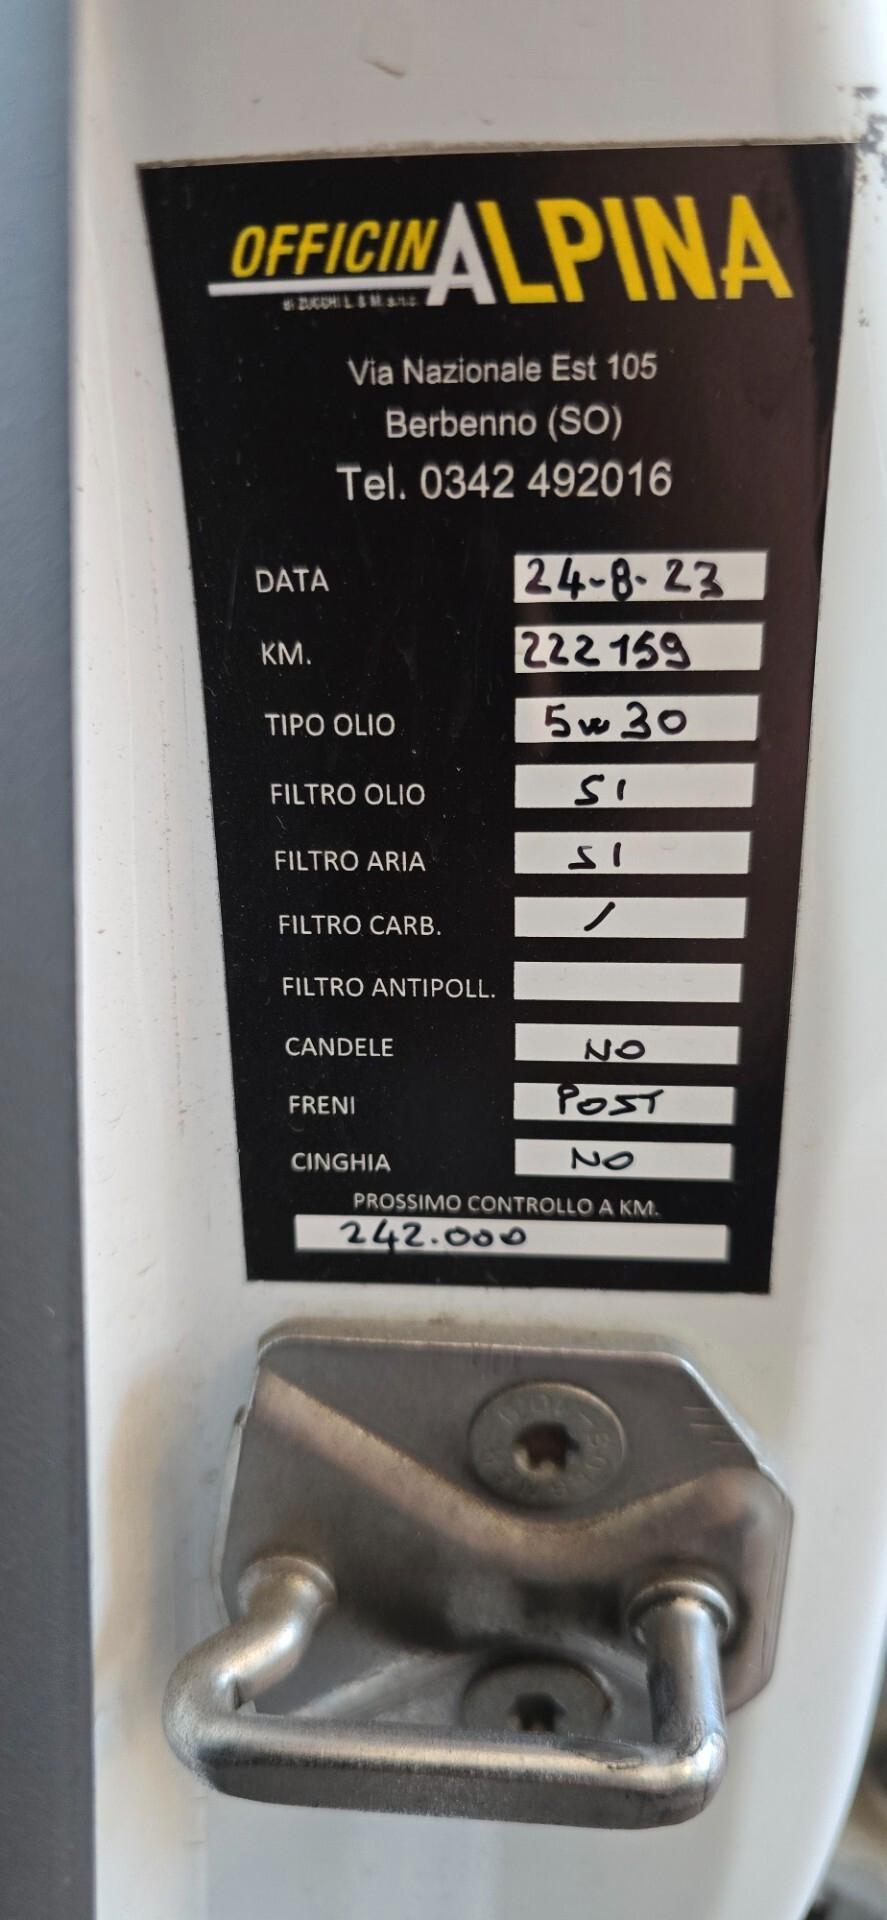 OFFICINALPINA
di ZUCCHI L. & M. s.n.c.
Via Nazionale Est 105
Berbenno (SO)
Tel. 0342 492016
DATA 24-8-23
KM. 222159
TIPO OLIO 5w30
FILTRO OLIO SI
FILTRO ARIA SI
FILTRO CARB. /
FILTRO ANTIPOLL.
CANDELE NO
FRENI POST
CINGHIA NO
PROSSIMO CONTROLLO A KM.
242.000